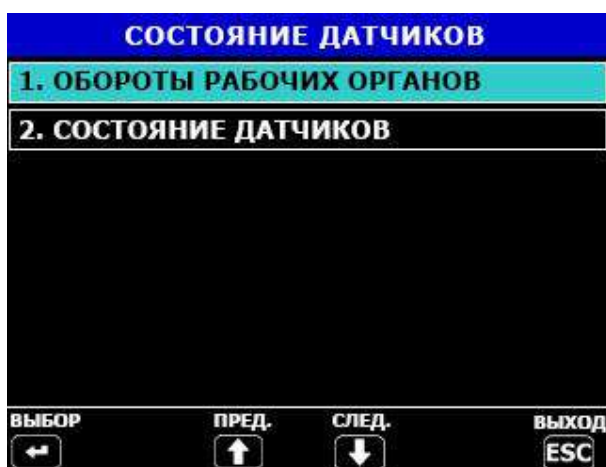 СОСТОЯНИЕ ДАТЧИКОВ
1. ОБОРОТЫ РАБОЧИХ ОРГАНОВ
2. СОСТОЯНИЕ ДАТЧИКОВ
ВЫБОР ПРЕД. СЛЕД. ВЫХОД
ESC